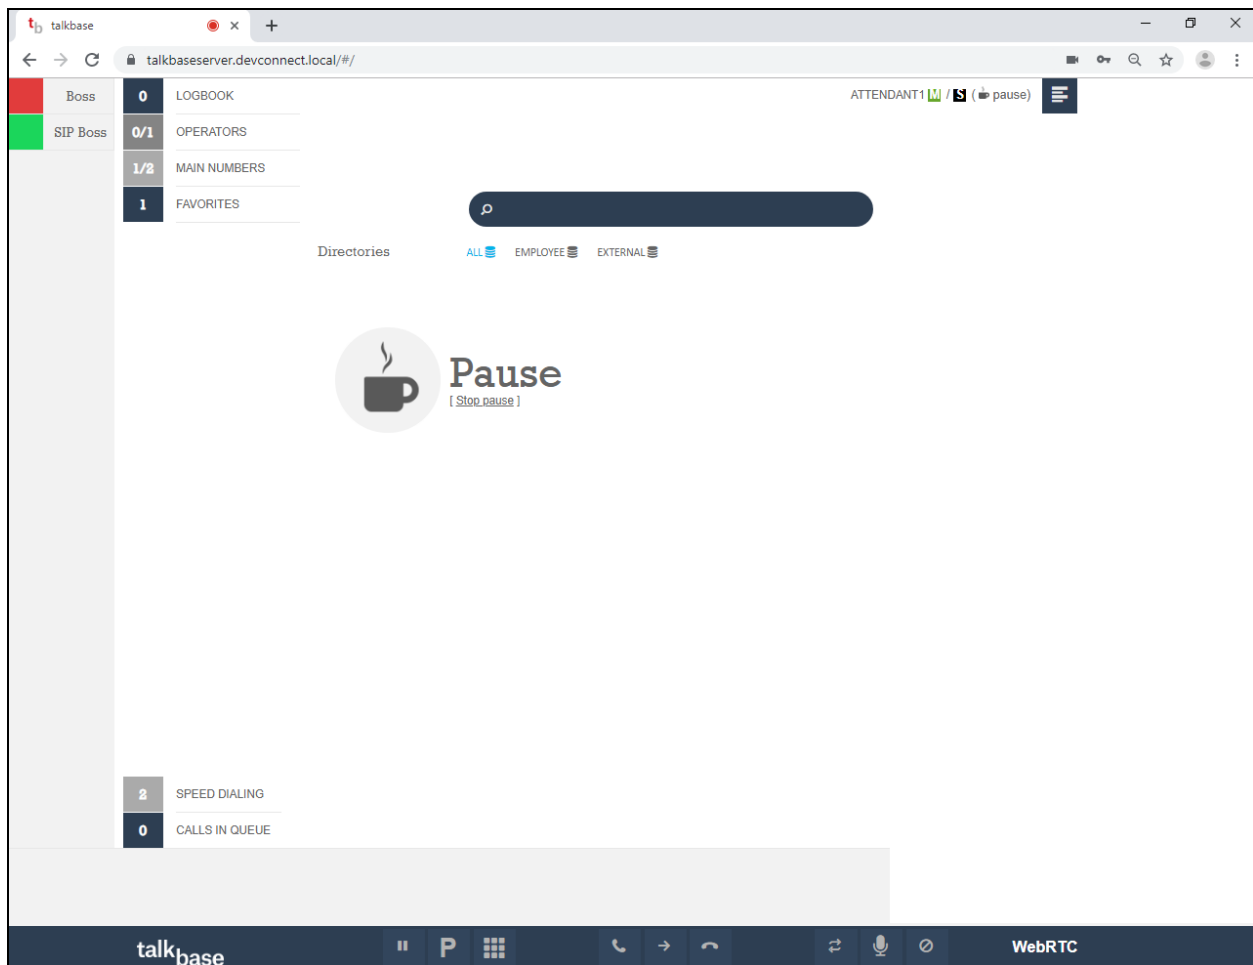 tb talkbase
talkbaseserver.devconnect.local/#/
Boss
SIP Boss
0 LOGBOOK
0/1 OPERATORS
1/2 MAIN NUMBERS
1 FAVORITES
ATTENDANT1 M / S ( pause)
Directories ALL EMPLOYEE EXTERNAL
Pause
[ Stop pause ]
2 SPEED DIALING
0 CALLS IN QUEUE
talkbase P WebRTC